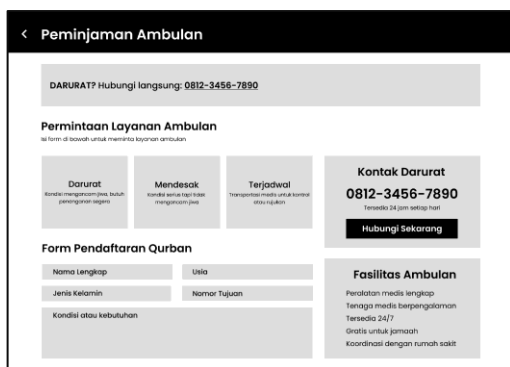 Peminjaman Ambulan
DARURAT? Hubungi langsung: 0812-3456-7890
Permintaan Layanan Ambulan
Isi form di bawah untuk meminta layanan ambulan
Darurat
Kondisi mengancam jiwa, butuh
penanganan segera
Mendesak
Kondisi serius tapi tidak
mengancam jiwa
Terjadwal
Transportasi medis untuk kontrol
atau rujukan
Kontak Darurat
0812-3456-7890
Tersedia 24 jam setiap hari
Hubungi Sekarang
Form Pendaftaran Qurban
Nama Lengkap
Usia
Jenis Kelamin
Nomor Tujuan
Kondisi atau kebutuhan
Fasilitas Ambulan
Peralatan medis lengkap
Tenaga medis berpengalaman
Tersedia 24/7
Gratis untuk jamaah
Koordinasi dengan rumah sakit